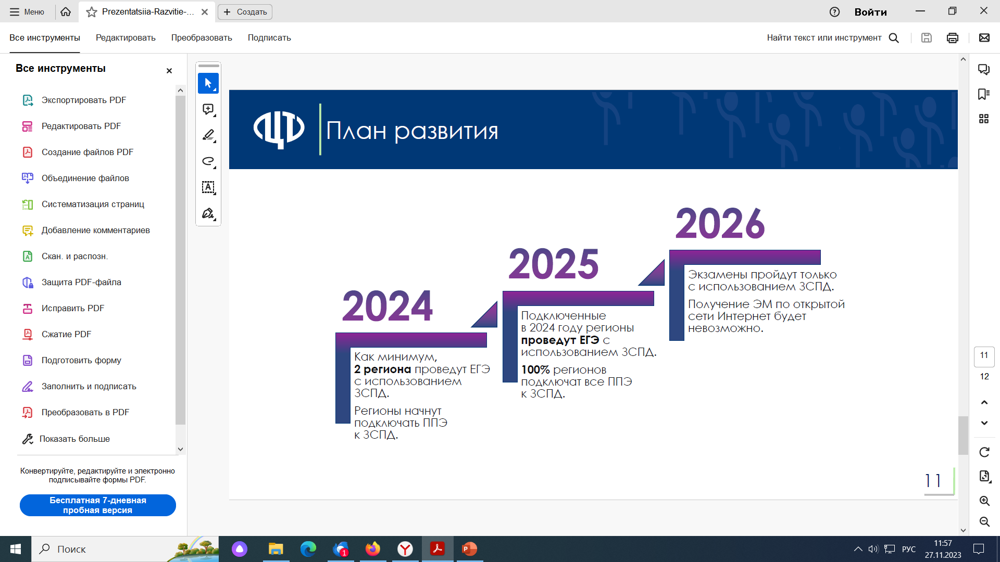 Меню
Prezentatsiia-Razvitie-...
Создать
Войти
Все инструменты
Редактировать
Преобразовать
Подписать
Найти текст или инструмент
Все инструменты
Экспортировать PDF
Редактировать PDF
Создание файлов PDF
Объединение файлов
Систематизация страниц
Добавление комментариев
Скан. и распозн.
Защита PDF-файла
Исправить PDF
Сжатие PDF
Подготовить форму
Заполнить и подписать
Преобразовать в PDF
Показать больше
Конвертируйте, редактируйте и электронно
подписывайте формы PDF.
Бесплатная 7-дневная
пробная версия
ФЦТ
План развития
2024
Как минимум,
2 региона проведут ЕГЭ
с использованием
ЗСПД.
Регионы начнут
подключать ППЭ
к ЗСПД.
2025
Подключенные
в 2024 году регионы
проведут ЕГЭ с
использованием ЗСПД.
100% регионов
подключат все ППЭ
к ЗСПД.
2026
Экзамены пройдут только
с использованием ЗСПД.
Получение ЭМ по открытой
сети Интернет будет
невозможно.
11
11
12
Поиск
1
РУС
11:57
27.11.2023